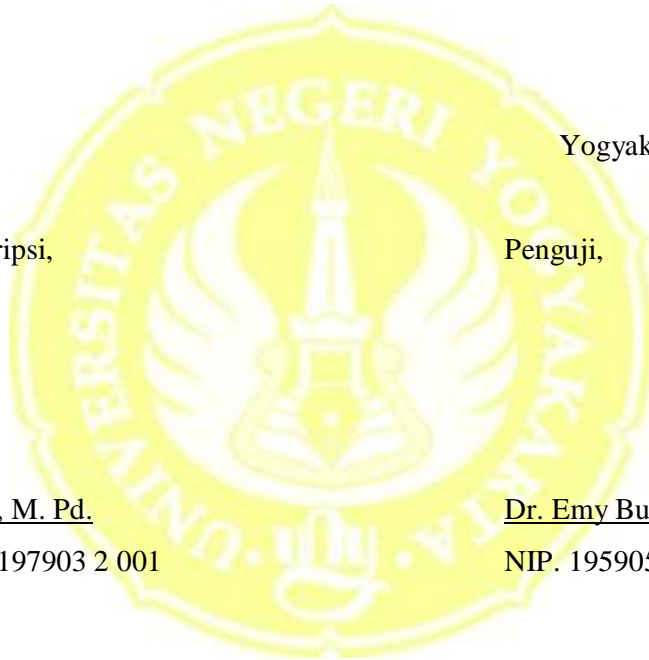 UNIVERSITAS NEGERI YOGYAKARTA
Yogyak
ripsi,
Penguji,
, M. Pd.
Dr. Emy Bu
197903 2 001
NIP. 195905